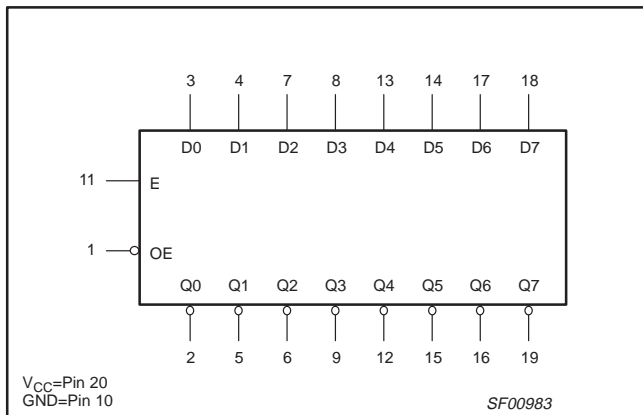 3 4 7 8 13 14 17 18
D0 D1 D2 D3 D4 D5 D6 D7
11 E
1 OE
Q0 Q1 Q2 Q3 Q4 Q5 Q6 Q7
2 5 6 9 12 15 16 19
VCC=Pin 20
GND=Pin 10
SF00983